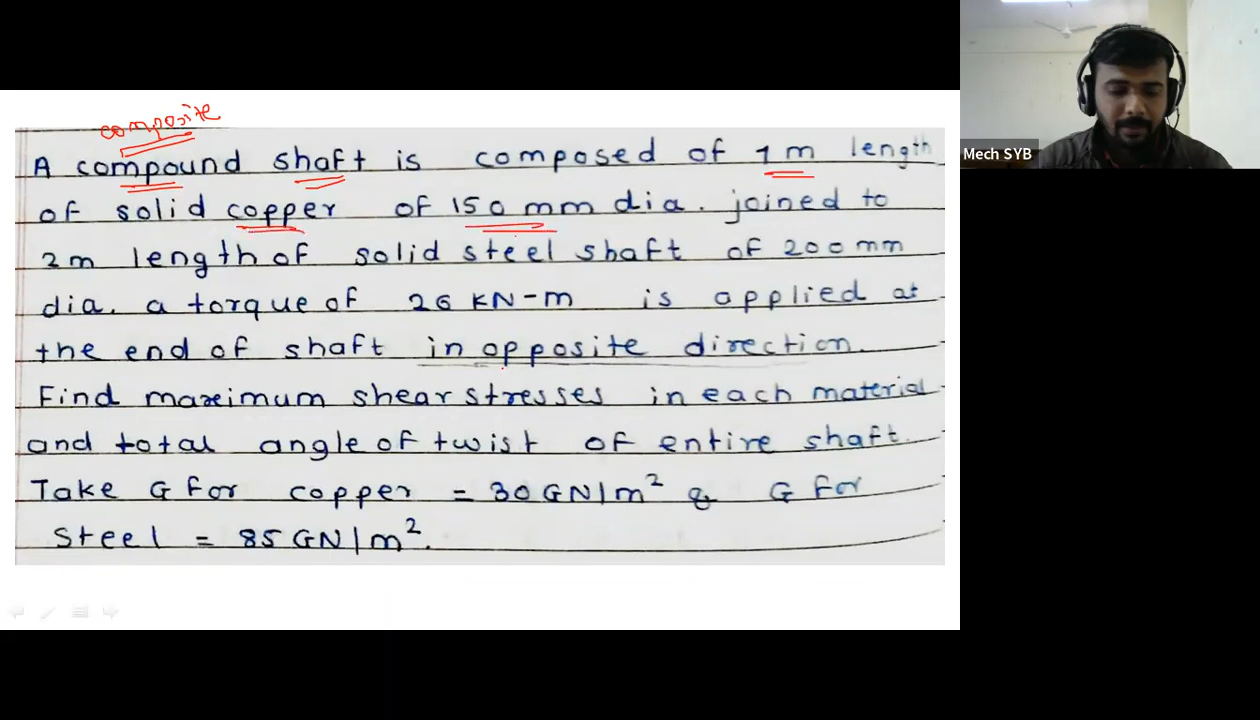 composite
A compound shaft is composed of 1m length
of solid copper of 150 mm dia. joined to
2m length of solid steel shaft of 200 mm
dia. a torque of 26 KN-m is applied at
the end of shaft in opposite direction.
Find maximum shear stresses in each material
and total angle of twist of entire shaft.
Take G for copper = 30 GN/m² & G for
steel = 85 GN/m².
Mech SYB